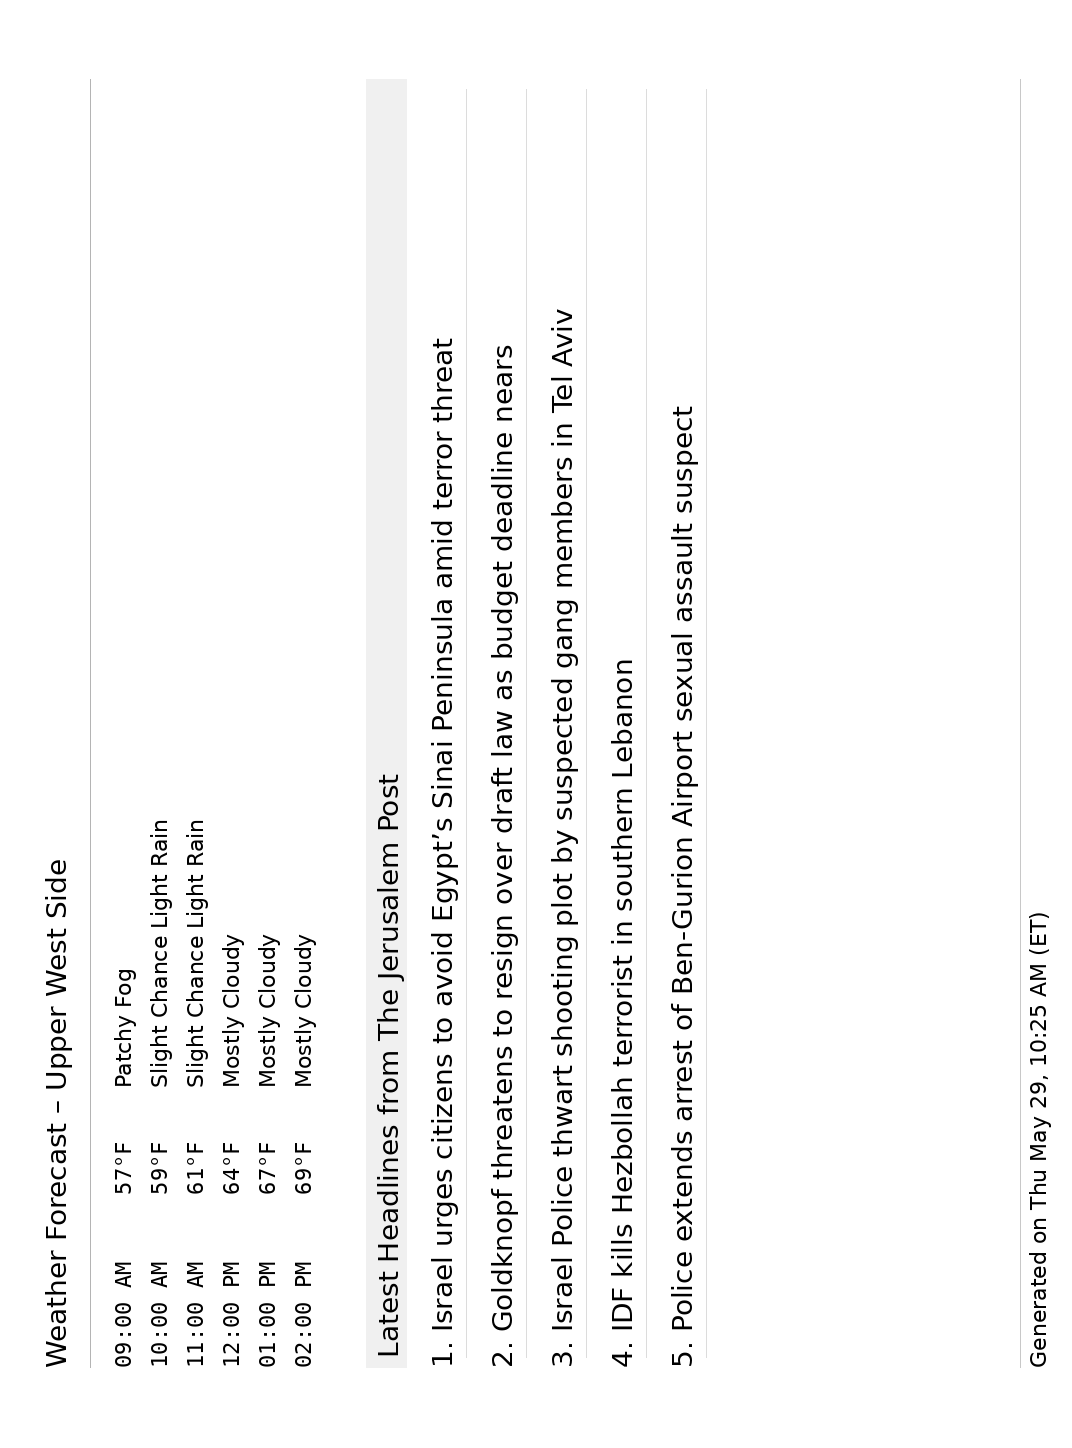 Weather Forecast – Upper West Side
09:00 AM 57°F Patchy Fog
10:00 AM 59°F Slight Chance Light Rain
11:00 AM 61°F Slight Chance Light Rain
12:00 PM 64°F Mostly Cloudy
01:00 PM 67°F Mostly Cloudy
02:00 PM 69°F Mostly Cloudy
Latest Headlines from The Jerusalem Post
1. Israel urges citizens to avoid Egypt’s Sinai Peninsula amid terror threat
2. Goldknopf threatens to resign over draft law as budget deadline nears
3. Israel Police thwart shooting plot by suspected gang members in Tel Aviv
4. IDF kills Hezbollah terrorist in southern Lebanon
5. Police extends arrest of Ben-Gurion Airport sexual assault suspect
Generated on Thu May 29, 10:25 AM (ET)